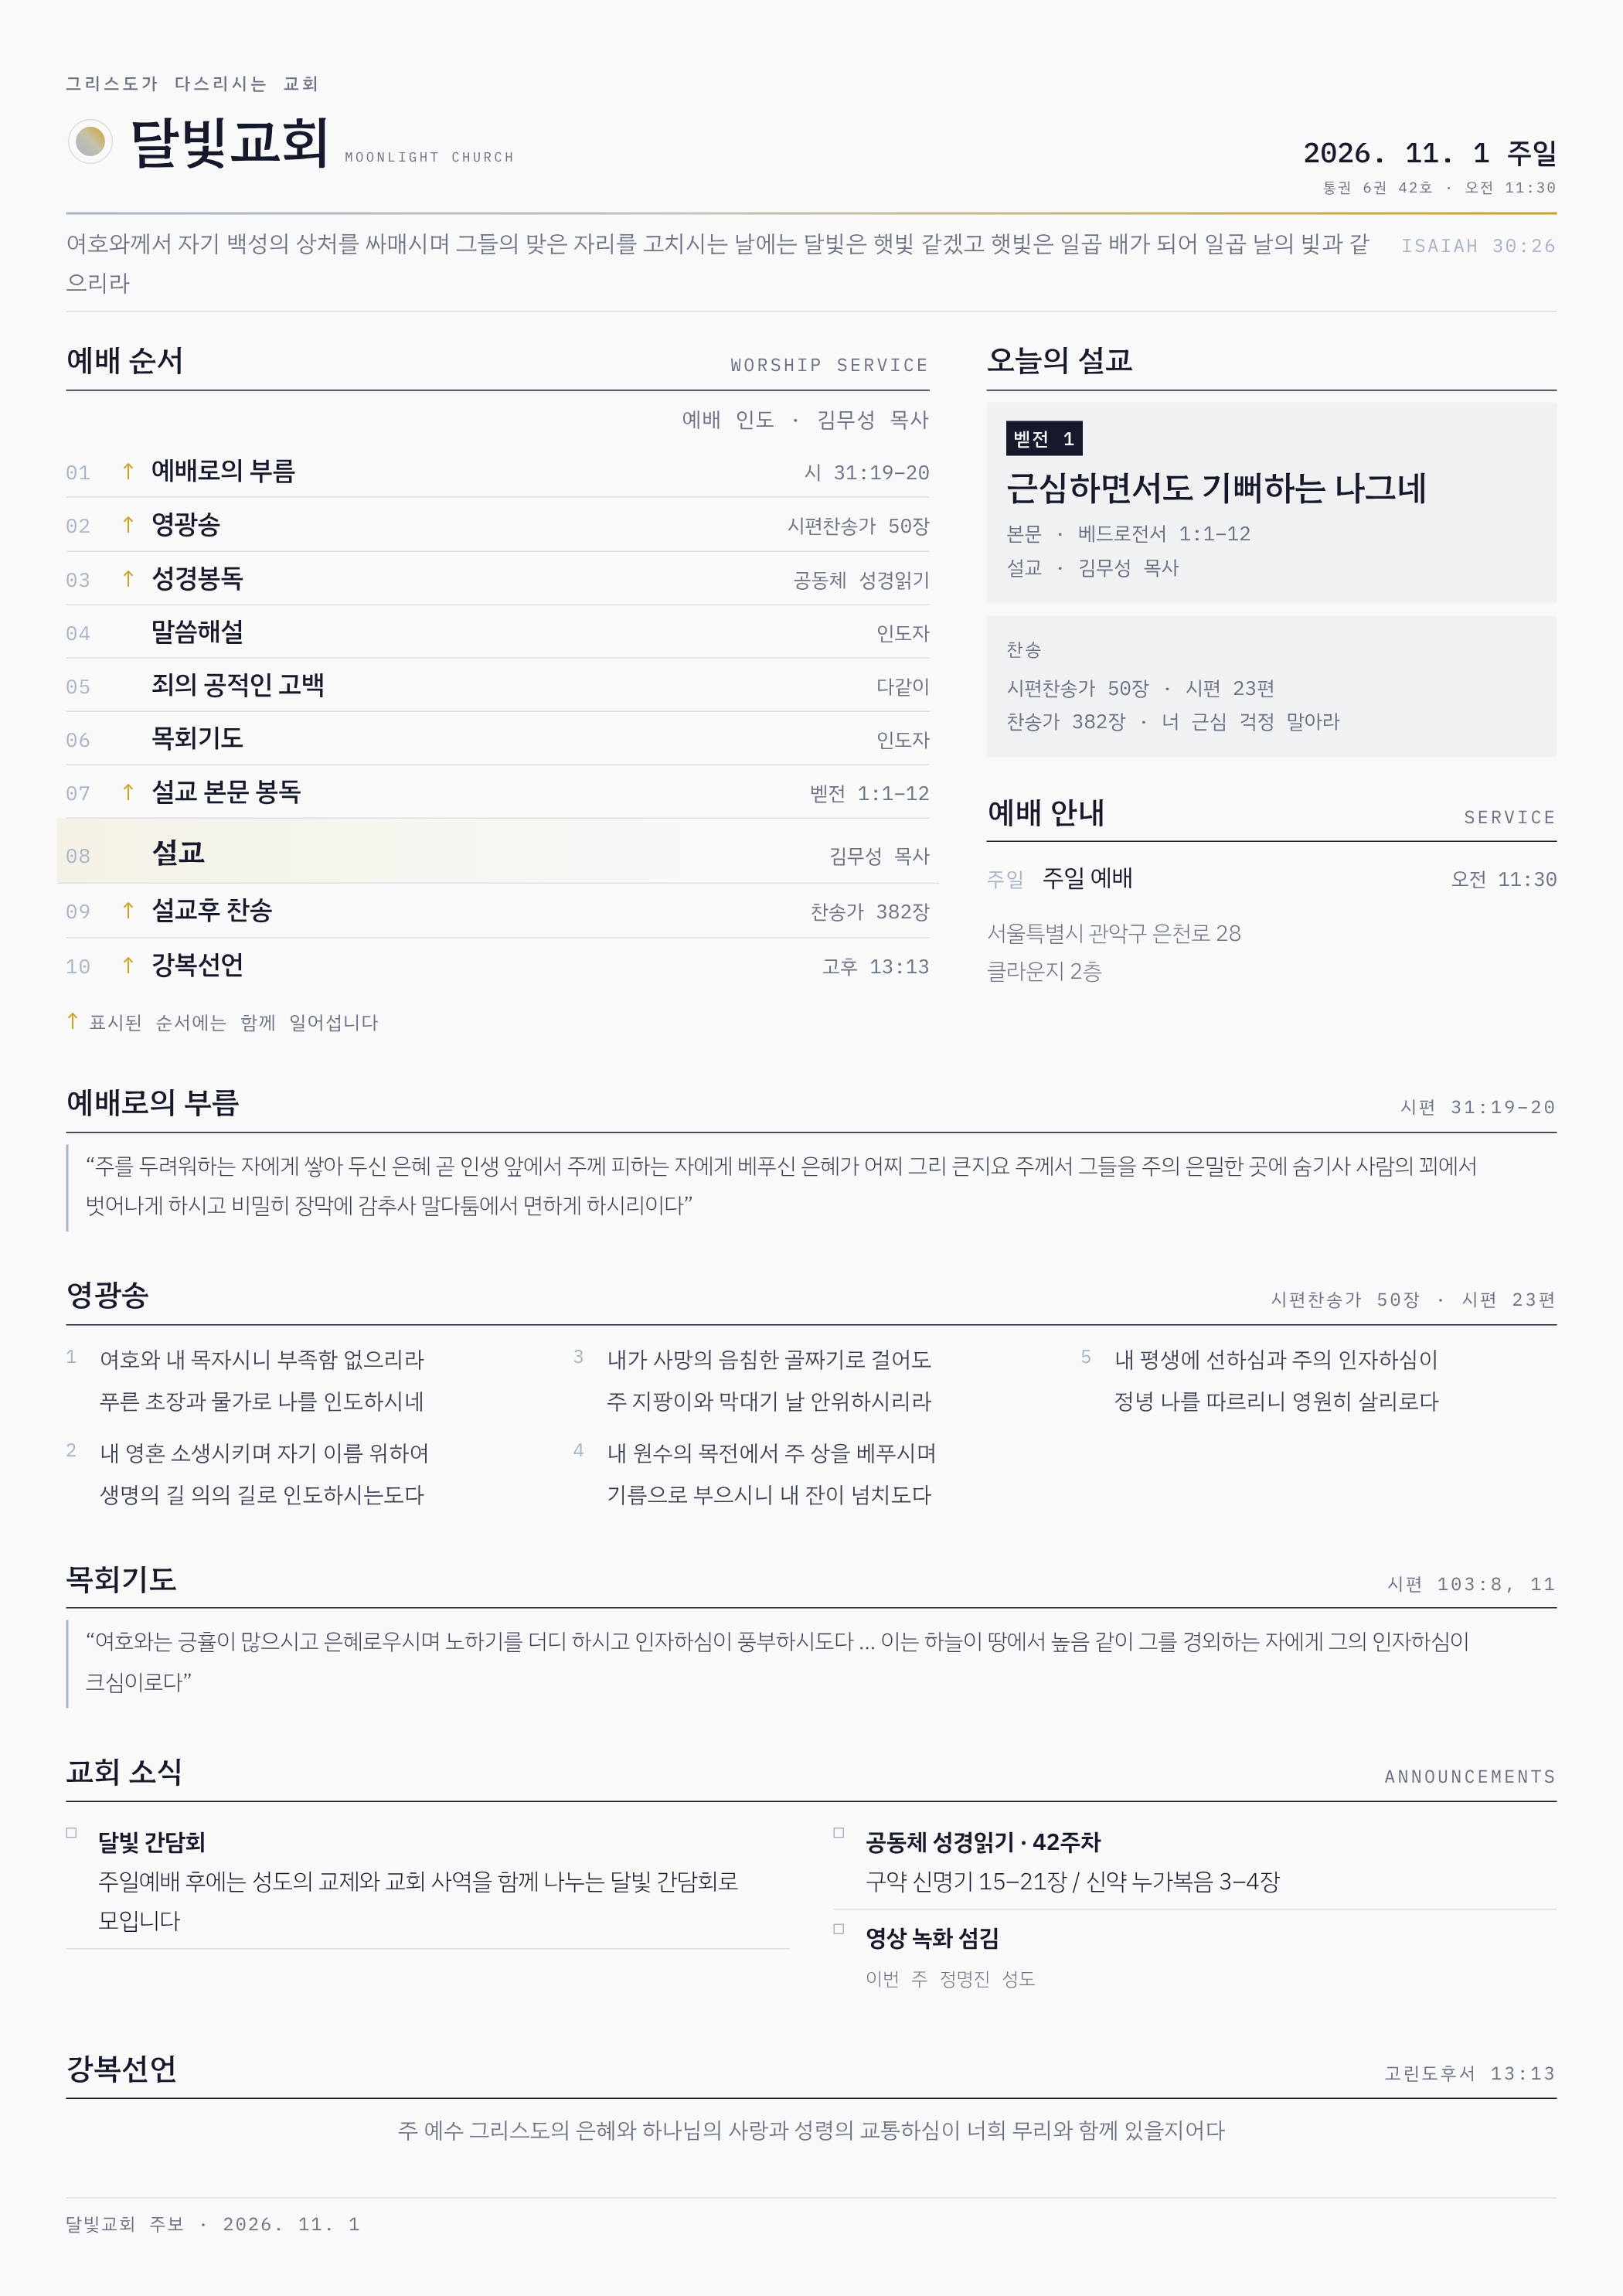 그리스도가 다스리시는 교회
달빛교회 MOONLIGHT CHURCH
2026. 11. 1 주일
통권 6권 42호 · 오전 11:30
여호와께서 자기 백성의 상처를 싸매시며 그들의 맞은 자리를 고치시는 날에는 달빛은 햇빛 같겠고 햇빛은 일곱 배가 되어 일곱 날의 빛과 같
으리라
ISAIAH 30:26
예배 순서 WORSHIP SERVICE
예배 인도 · 김무성 목사
01 ↑ 예배로의 부름 시 31:19–20
02 ↑ 영광송 시편찬송가 50장
03 ↑ 성경봉독 공동체 성경읽기
04 말씀해설 인도자
05 죄의 공적인 고백 다같이
06 목회기도 인도자
07 ↑ 설교 본문 봉독 벧전 1:1–12
08 설교 김무성 목사
09 ↑ 설교후 찬송 찬송가 382장
10 ↑ 강복선언 고후 13:13
↑ 표시된 순서에는 함께 일어섭니다
오늘의 설교
벧전 1
근심하면서도 기뻐하는 나그네
본문 · 베드로전서 1:1–12
설교 · 김무성 목사
찬송
시편찬송가 50장 · 시편 23편
찬송가 382장 · 너 근심 걱정 말아라
예배 안내 SERVICE
주일 주일 예배 오전 11:30
서울특별시 관악구 은천로 28
클라운지 2층
예배로의 부름 시편 31:19–20
“주를 두려워하는 자에게 쌓아 두신 은혜 곧 인생 앞에서 주께 피하는 자에게 베푸신 은혜가 어찌 그리 큰지요 주께서 그들을 주의 은밀한 곳에 숨기사 사람의 꾀에서
벗어나게 하시고 비밀히 장막에 감추사 말다툼에서 면하게 하시리이다”
영광송 시편찬송가 50장 · 시편 23편
1 여호와 내 목자시니 부족함 없으리라
푸른 초장과 물가로 나를 인도하시네
2 내 영혼 소생시키며 자기 이름 위하여
생명의 길 의의 길로 인도하시는도다
3 내가 사망의 음침한 골짜기로 걸어도
주 지팡이와 막대기 날 안위하시리라
4 내 원수의 목전에서 주 상을 베푸시며
기름으로 부으시니 내 잔이 넘치도다
5 내 평생에 선하심과 주의 인자하심이
정녕 나를 따르리니 영원히 살리로다
목회기도 시편 103:8, 11
“여호와는 긍휼이 많으시고 은혜로우시며 노하기를 더디 하시고 인자하심이 풍부하시도다 … 이는 하늘이 땅에서 높음 같이 그를 경외하는 자에게 그의 인자하심이
크심이로다”
교회 소식 ANNOUNCEMENTS
□ 달빛 간담회
주일예배 후에는 성도의 교제와 교회 사역을 함께 나누는 달빛 간담회로
모입니다
□ 공동체 성경읽기 · 42주차
구약 신명기 15–21장 / 신약 누가복음 3–4장
□ 영상 녹화 섬김
이번 주 정명진 성도
강복선언 고린도후서 13:13
주 예수 그리스도의 은혜와 하나님의 사랑과 성령의 교통하심이 너희 무리와 함께 있을지어다
달빛교회 주보 · 2026. 11. 1